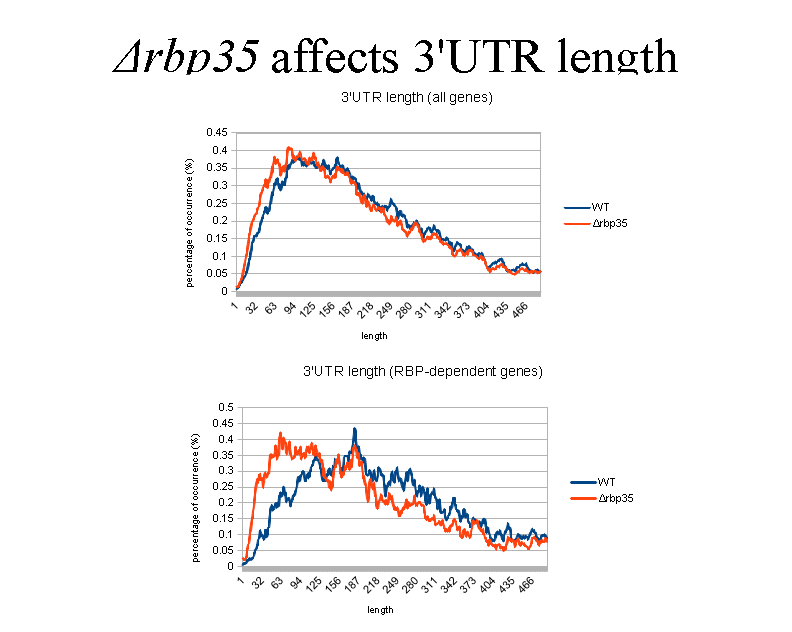 Δrbp35 affects 3'UTR length
3'UTR length (all genes)
percentage of occurrence (%)
0.45
0.4
0.35
0.3
0.25
0.2
0.15
0.1
0.05
0
1 32 63 94 125 156 187 218 249 280 311 342 373 404 435 466
length
WT
Δrbp35
3'UTR length (RBP-dependent genes)
percentage of occurrence (%)
0.5
0.45
0.4
0.35
0.3
0.25
0.2
0.15
0.1
0.05
0
1 32 63 94 125 156 187 218 249 280 311 342 373 404 435 466
length
WT
Δrbp35